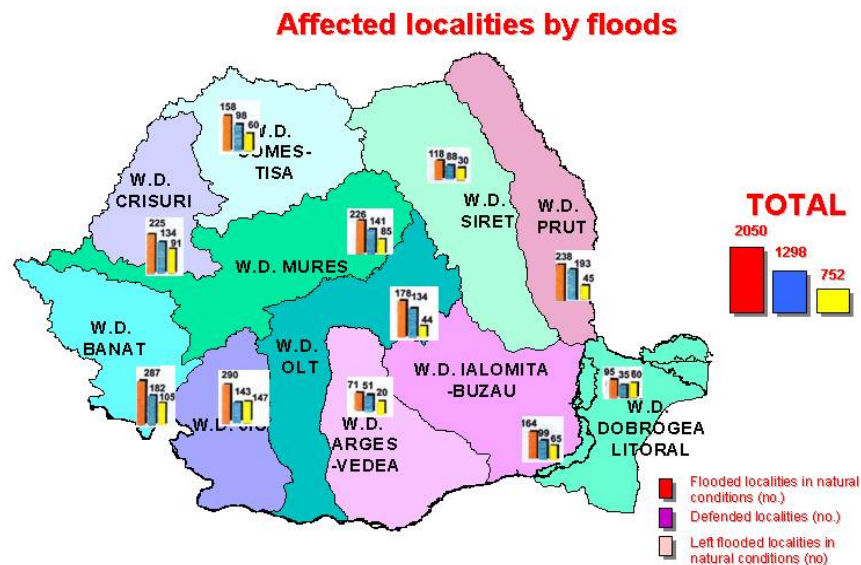 Affected localities by floods
158
98
60
W.D.
SOMES-
TISA
118
88
30
W.D.
SIRET
W.D.
CRISURI
225
134
91
226
141
85
W.D. MURES
W.D.
PRUT
238
193
45
TOTAL
2050
1298
752
178
134
44
W.D.
BANAT
287
182
105
290
143
147
W.D.
W.D.
OLT
71
51
20
W.D.
ARGES
-VEDEA
W.D. IALOMITA
-BUZAU
164
99
65
95
35
60
W.D.
DOBROGEA
LITORAL
Flooded localities in natural
conditions (no.)
Defended localities (no.)
Left flooded localities in
natural conditions (no)